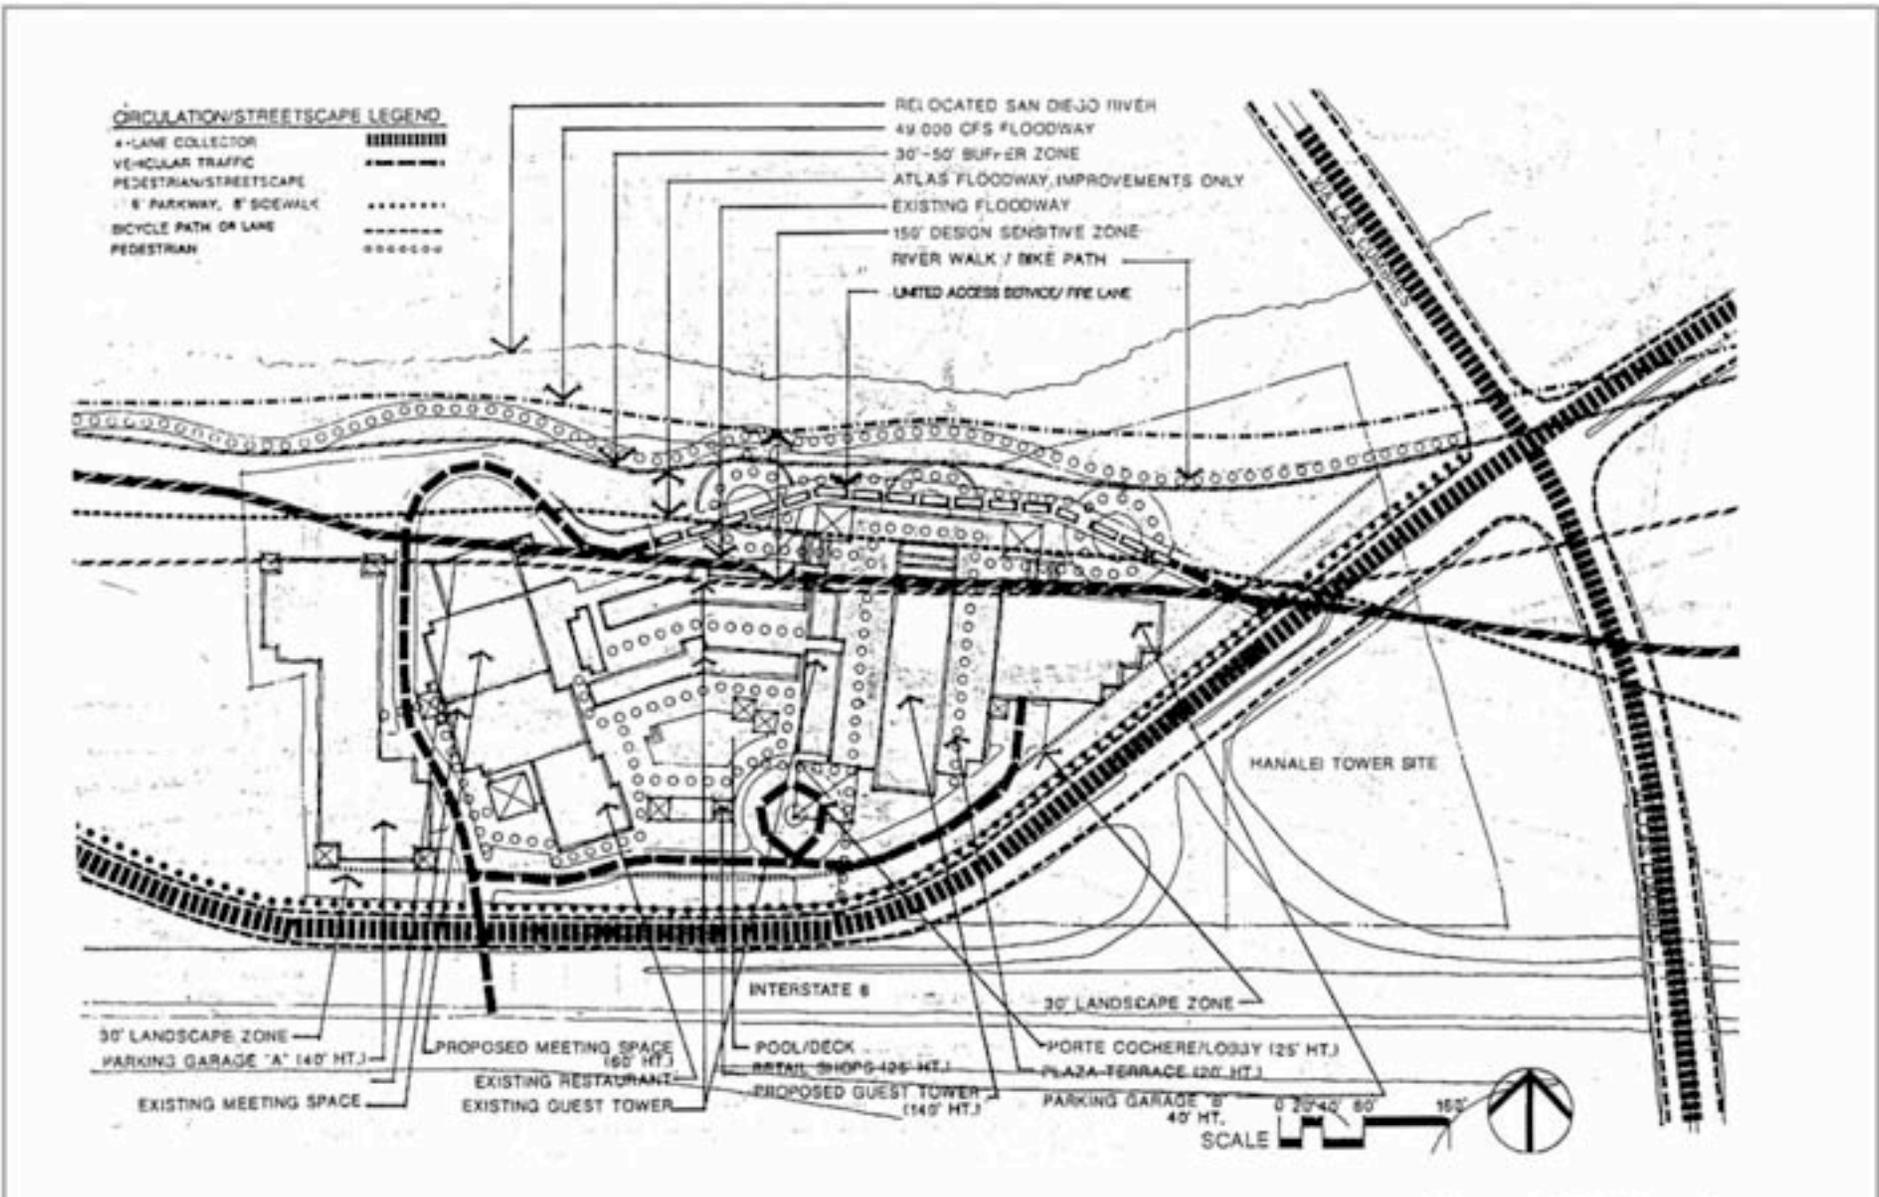 CIRCULATION/STREETSCAPE LEGEND
4-LANE COLLECTOR
VEHICULAR TRAFFIC
PEDESTRIAN/STREETSCAPE
6' PARKWAY, 8' SIDEWALK
BICYCLE PATH OR LANE
PEDESTRIAN
RELOCATED SAN DIEGO RIVER
49,000 CFS FLOODWAY
30'-50' BUFFER ZONE
ATLAS FLOODWAY IMPROVEMENTS ONLY
EXISTING FLOODWAY
150' DESIGN SENSITIVE ZONE
RIVER WALK / BIKE PATH
LIMITED ACCESS SERVICE/ FIRE LANE
VIA LAS CUMBRES
HANALEI TOWER SITE
INTERSTATE 8
30' LANDSCAPE ZONE
30' LANDSCAPE ZONE
PARKING GARAGE "A" (40' HT.)
EXISTING MEETING SPACE
PROPOSED MEETING SPACE
(60' HT.)
EXISTING RESTAURANT
EXISTING GUEST TOWER
POOL/DECK
RETAIL SHOPS (25' HT.)
PROPOSED GUEST TOWER
(140' HT.)
PORTE COCHERE/LOBBY (25' HT.)
PLAZA TERRACE (20' HT.)
PARKING GARAGE "B"
40' HT.
0 20' 40' 80' 160'
SCALE